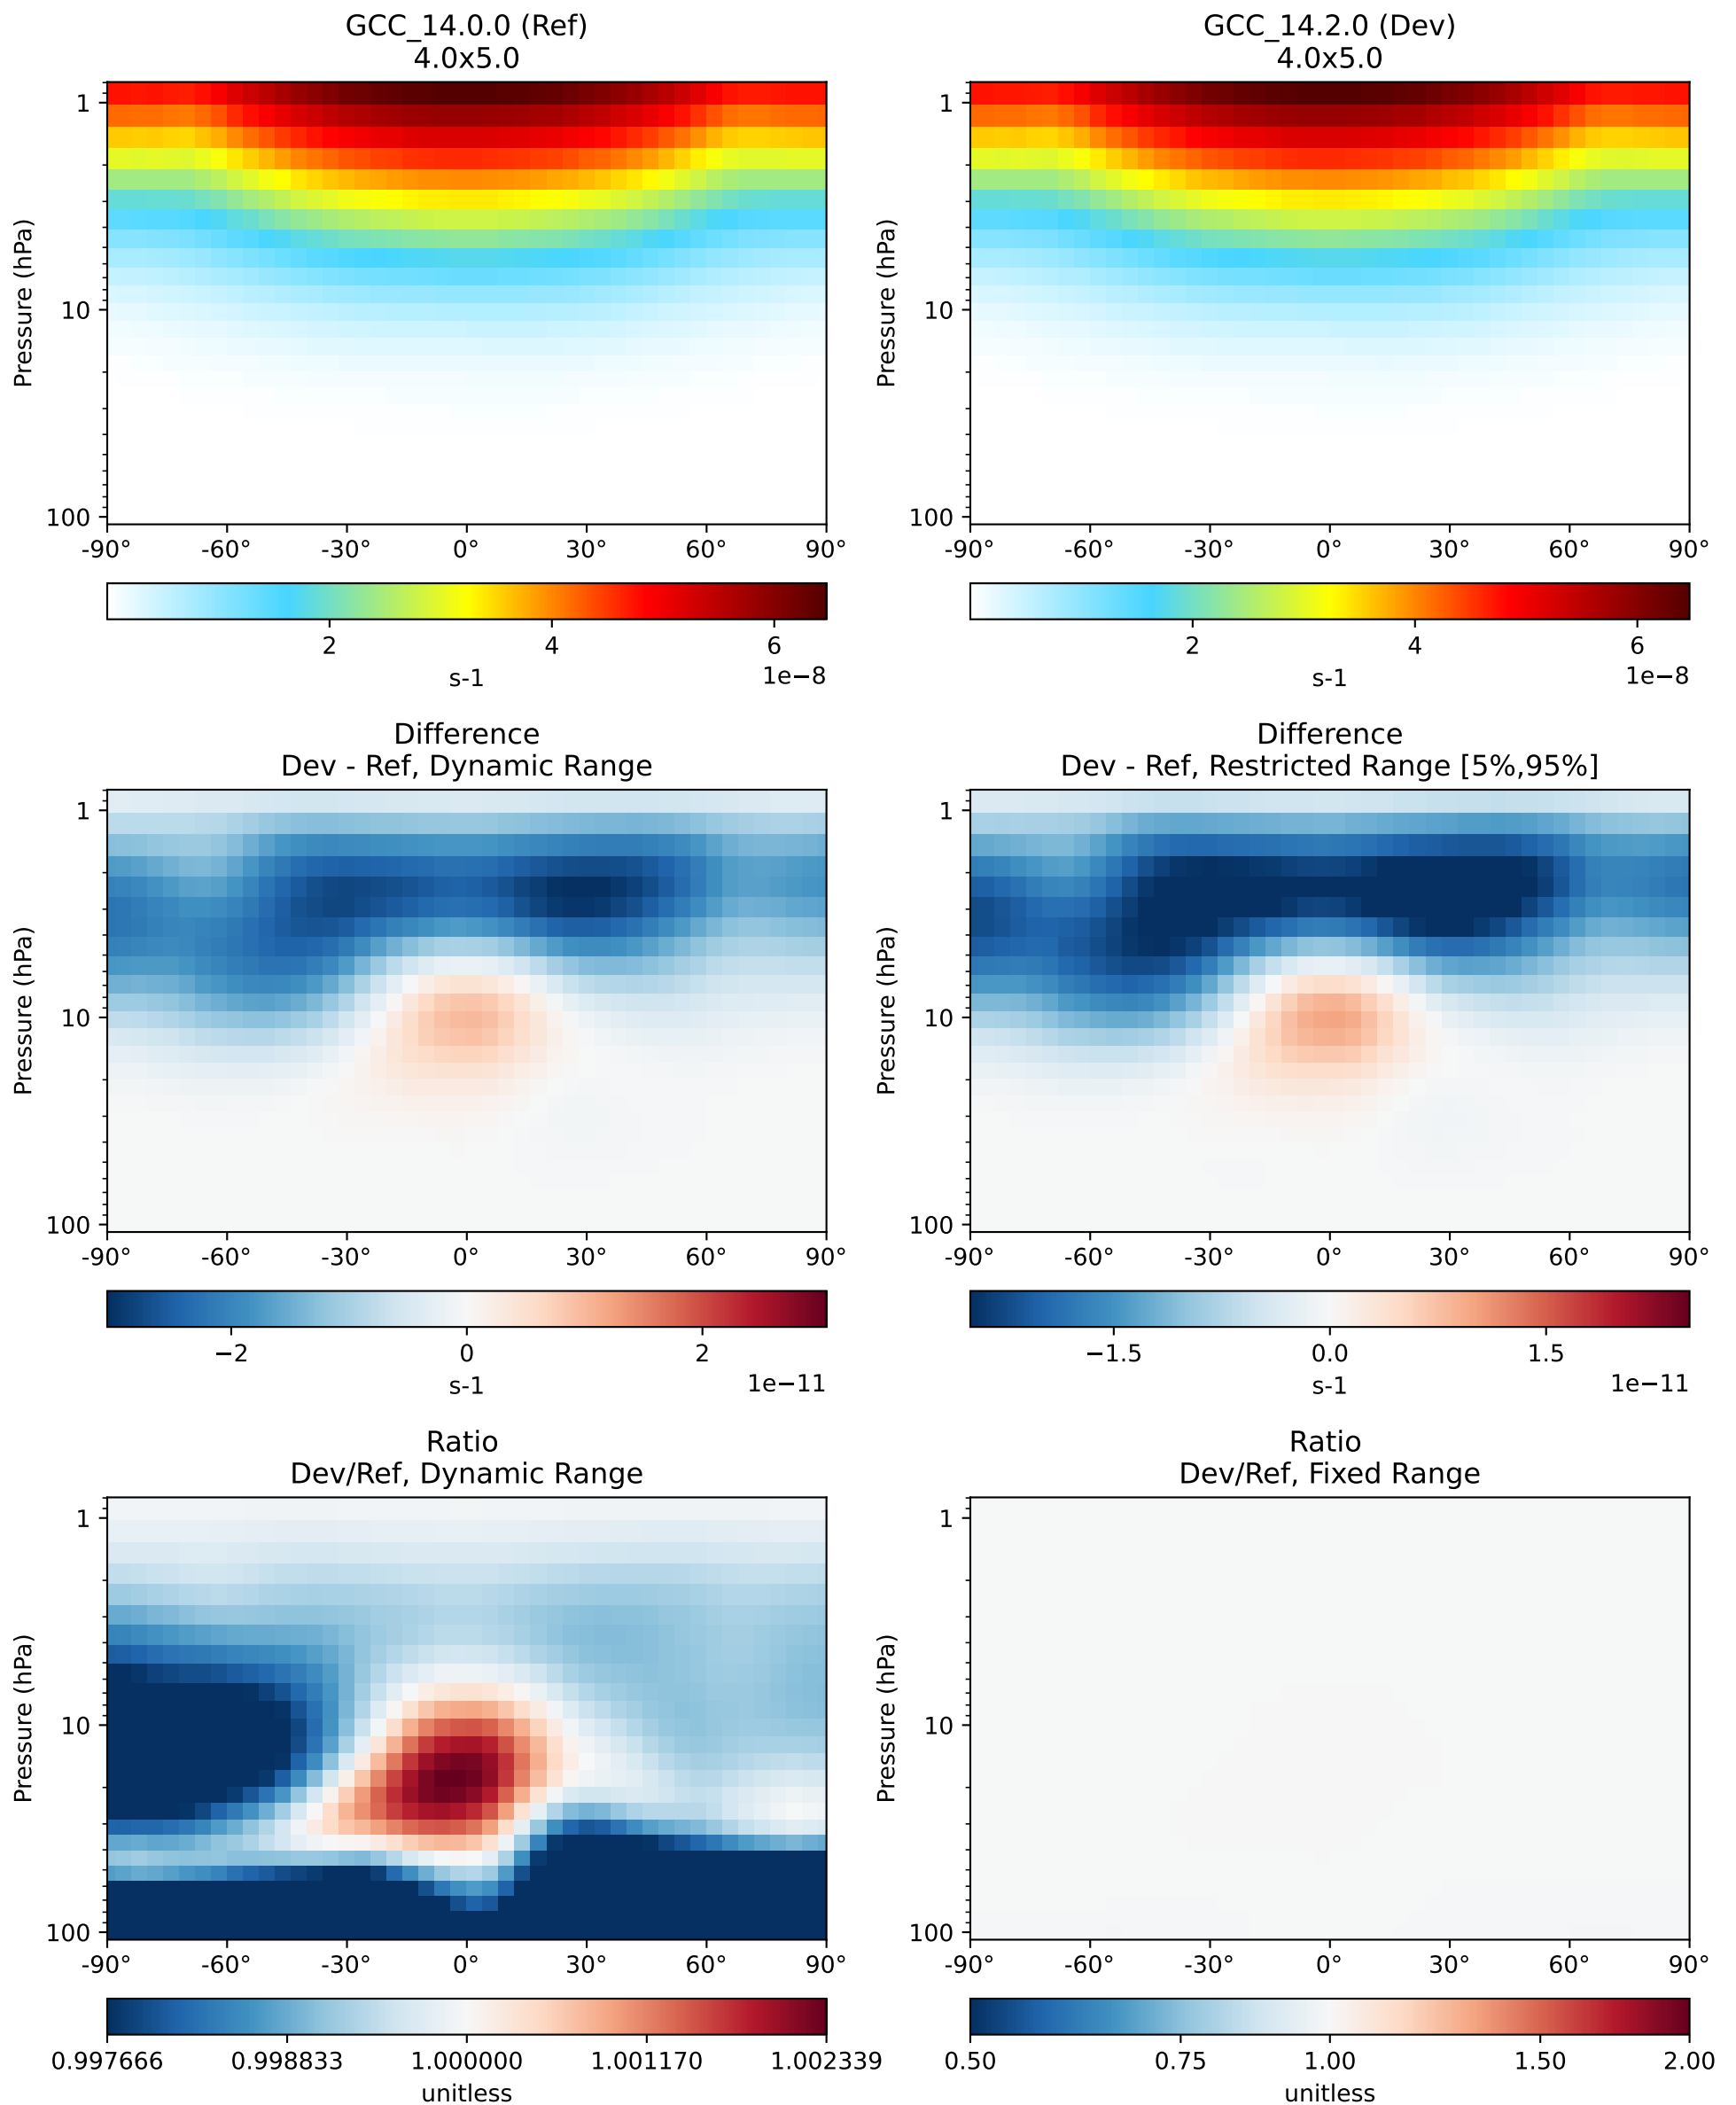 GCC_14.0.0 (Ref)
4.0x5.0
Pressure (hPa)
1
10
100
-90° -60° -30° 0° 30° 60° 90°
2 4 6
s-1
1e−8
GCC_14.2.0 (Dev)
4.0x5.0
Pressure (hPa)
1
10
100
-90° -60° -30° 0° 30° 60° 90°
2 4 6
s-1
1e−8
Difference
Dev - Ref, Dynamic Range
Pressure (hPa)
1
10
100
-90° -60° -30° 0° 30° 60° 90°
−2 0 2
s-1
1e−11
Difference
Dev - Ref, Restricted Range [5%,95%]
Pressure (hPa)
1
10
100
-90° -60° -30° 0° 30° 60° 90°
−1.5 0.0 1.5
s-1
1e−11
Ratio
Dev/Ref, Dynamic Range
Pressure (hPa)
1
10
100
-90° -60° -30° 0° 30° 60° 90°
0.997666 0.998833 1.000000 1.001170 1.002339
unitless
Ratio
Dev/Ref, Fixed Range
Pressure (hPa)
1
10
100
-90° -60° -30° 0° 30° 60° 90°
0.50 0.75 1.00 1.50 2.00
unitless